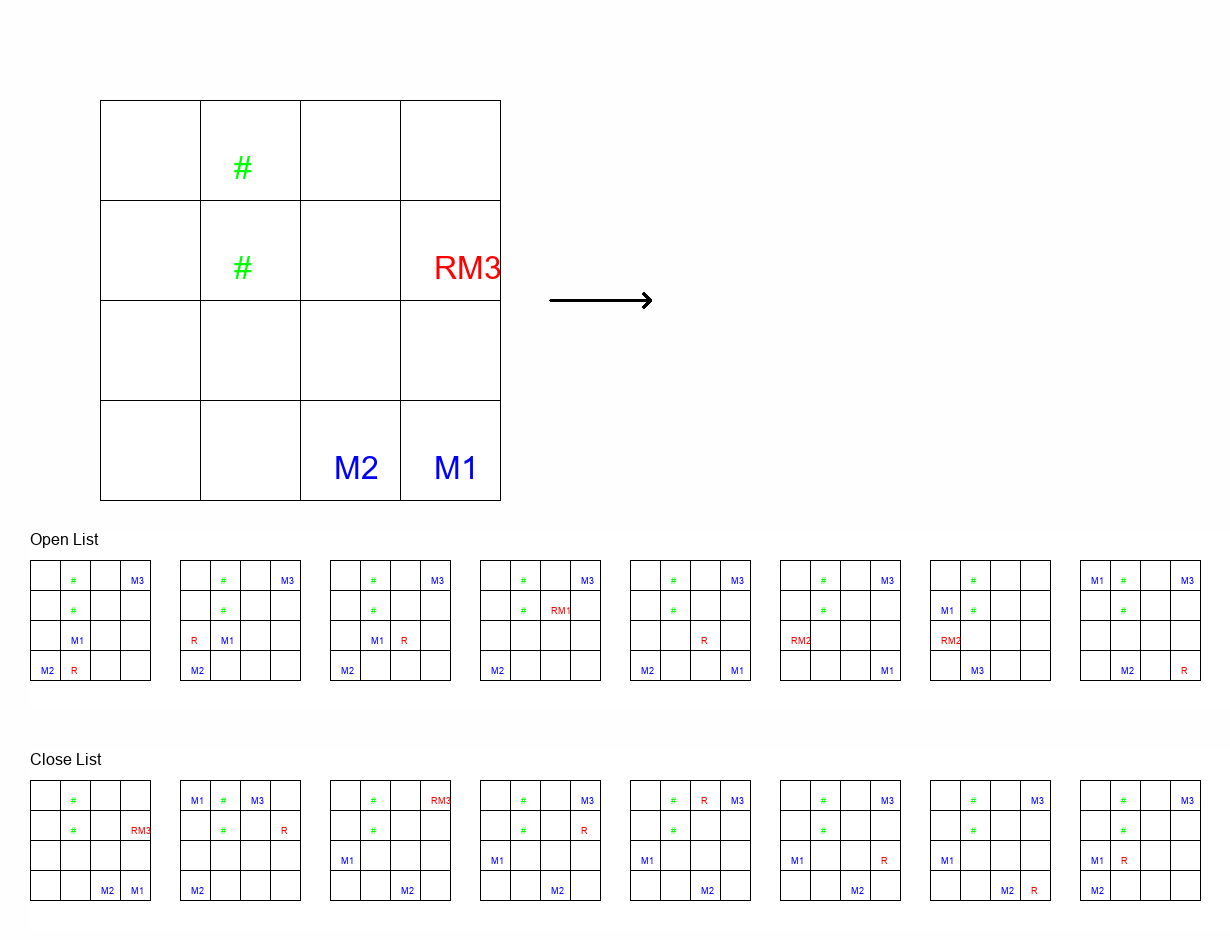 #
# RM3
M2 M1
Open List
# M3 # M3 # M3 # M3 # M3 # M3 # M1 # M3
# # # # RM1 # # M1 # #
M1 R M1 M1 R R RM2 RM2
M2 R M2 M2 M2 M2 M1 M1 M3 M2 R
Close List
# M1 # M3 # RM3 # M3 # R M3 # M3 # M3 # M3
# RM3 # R # # R # # # #
M1 M1 M1 M1 R M1 M1 R
M2 M1 M2 M2 M2 M2 M2 M2 R M2